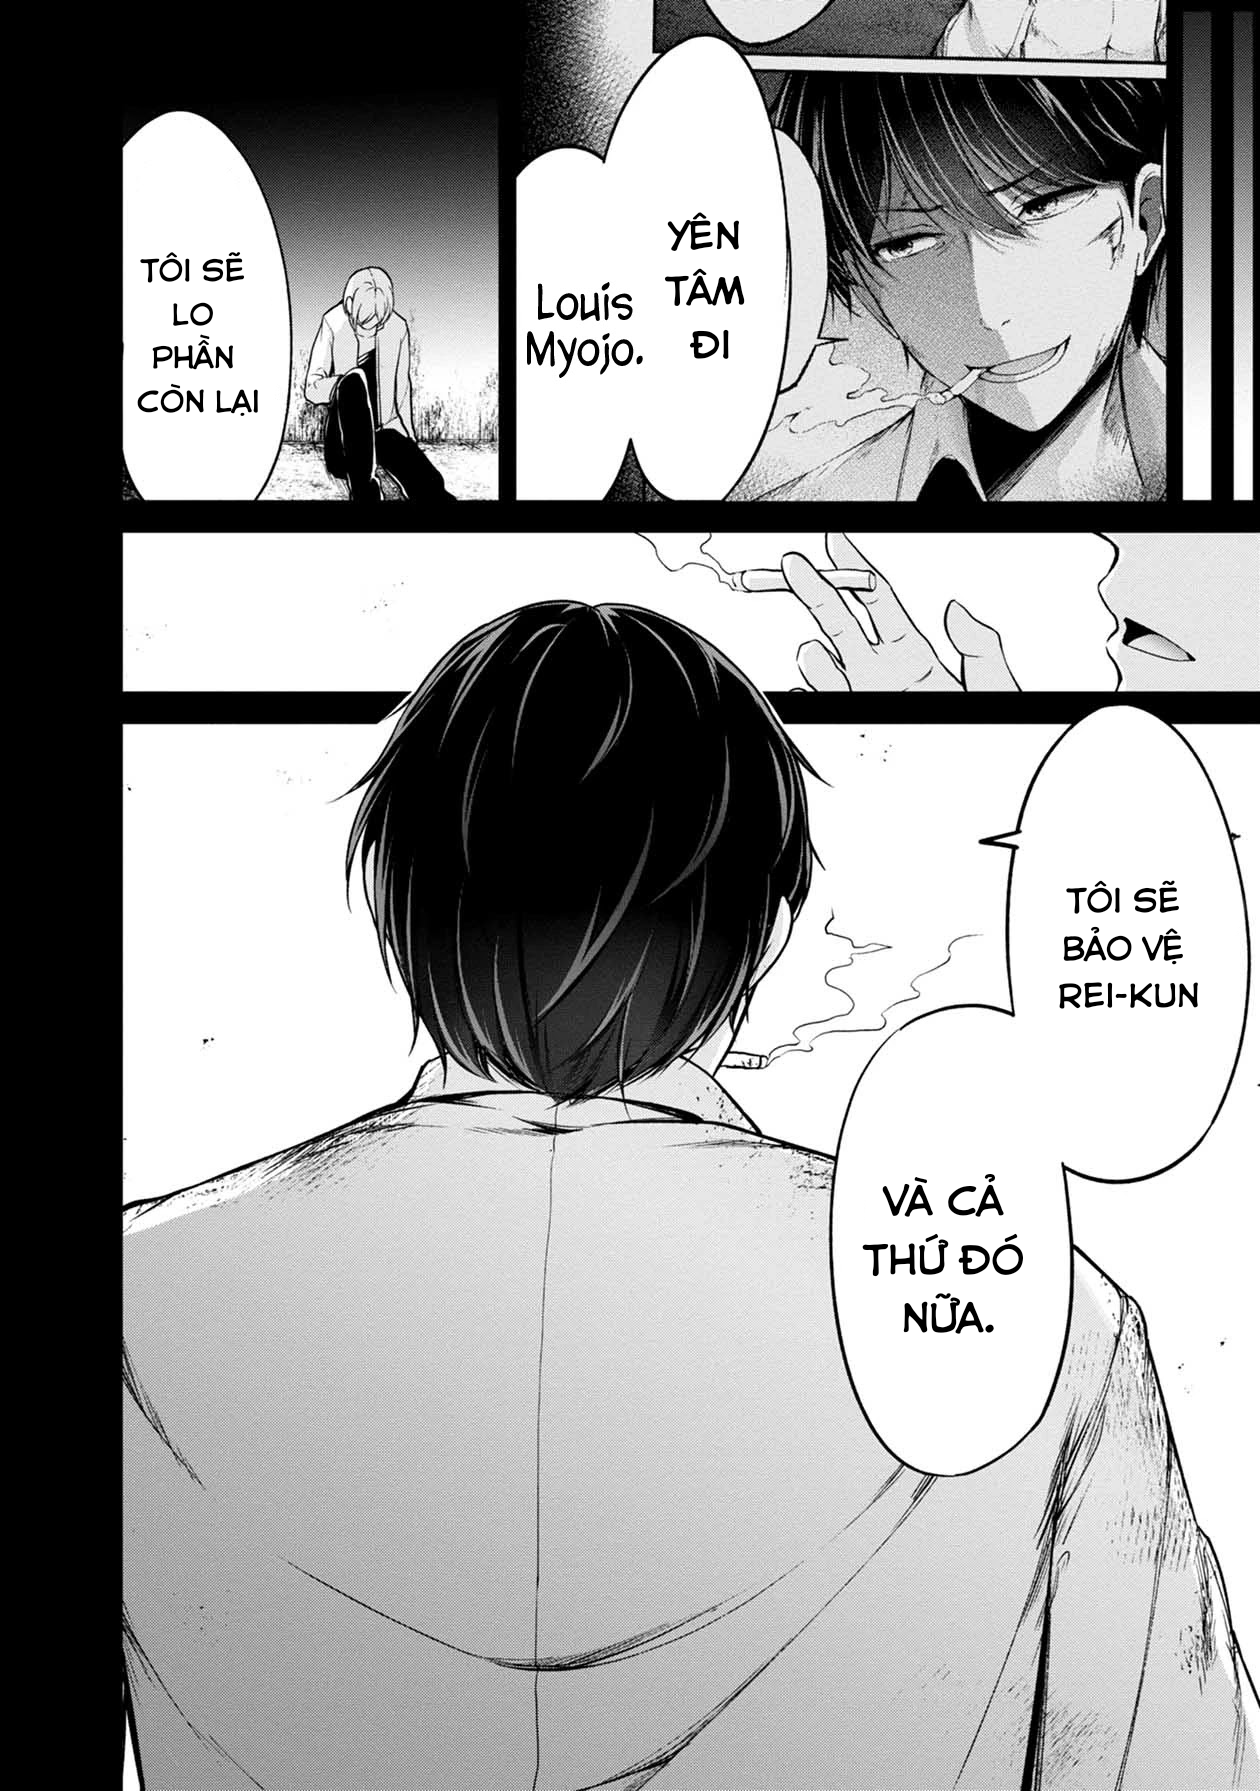 YÊN
TÂM
ĐI
Louis
Myojo.
TÔI SẼ
LO
PHẦN
CÒN LẠI
TÔI SẼ
BẢO VỆ
REI-KUN
VÀ CẢ
THỨ ĐÓ
NỮA.